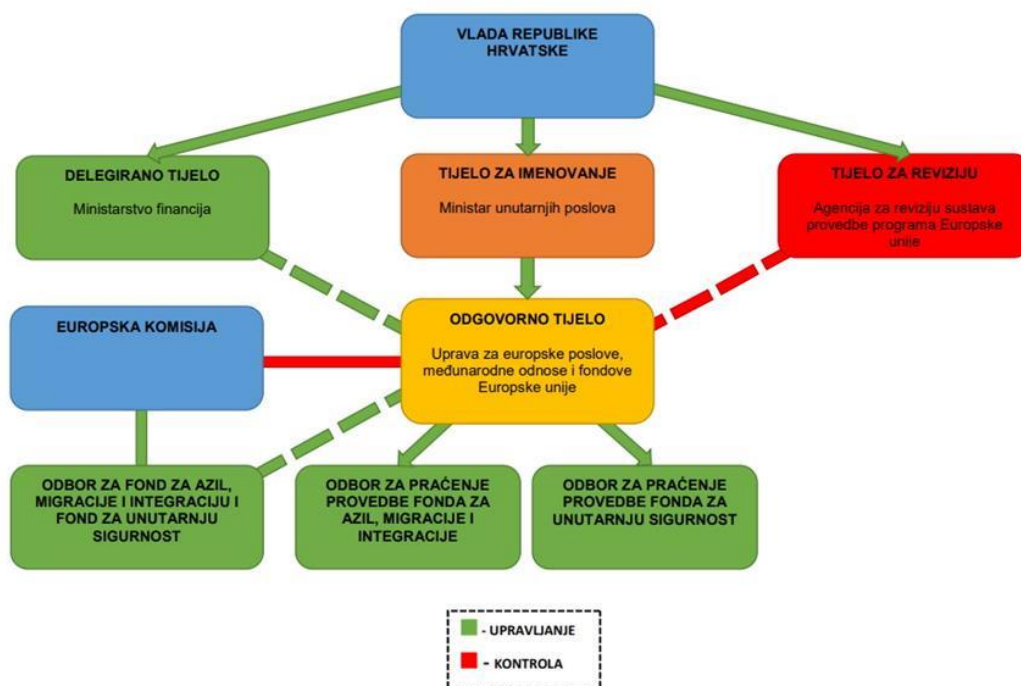 VLADA REPUBLIKE
HRVATSKE
DELEGIRANO TIJELO
Ministarstvo financija
TIJELO ZA IMENOVANJE
Ministar unutarnjih poslova
TIJELO ZA REVIZIJU
Agencija za reviziju sustava
provedbe programa Europske
unije
EUROPSKA KOMISIJA
ODGOVORNO TIJELO
Uprava za europske poslove,
međunarodne odnose i fondove
Europske unije
ODBOR ZA FOND ZA AZIL,
MIGRACIJE I INTEGRACIJU I
FOND ZA UNUTARNJU
SIGURNOST
ODBOR ZA PRAĆENJE
PROVEDBE FONDA ZA
AZIL, MIGRACIJE I
INTEGRACIJE
ODBOR ZA PRAĆENJE
PROVEDBE FONDA ZA
UNUTARNJU SIGURNOST
- UPRAVLJANJE
- KONTROLA